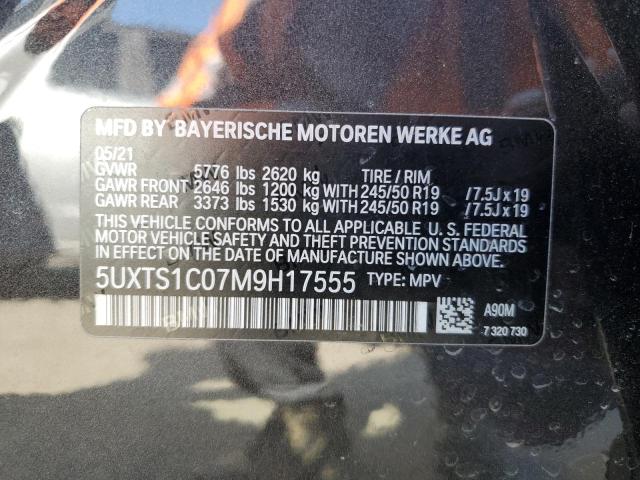 MFD BY BAYERISCHE MOTOREN WERKE AG
05/21
GVWR 5776 lbs 2620 kg TIRE / RIM
GAWR FRONT 2646 lbs 1200 kg WITH 245/50 R19 /7.5J x 19
GAWR REAR 3373 lbs 1530 kg WITH 245/50 R19 /7.5J x 19
THIS VEHICLE CONFORMS TO ALL APPLICABLE U. S. FEDERAL
MOTOR VEHICLE SAFETY AND THEFT PREVENTION STANDARDS
IN EFFECT ON THE DATE OF MANUFACTURE SHOWN ABOVE.
5UXTS1C07M9H17555 TYPE: MPV
A90M
7 320 730